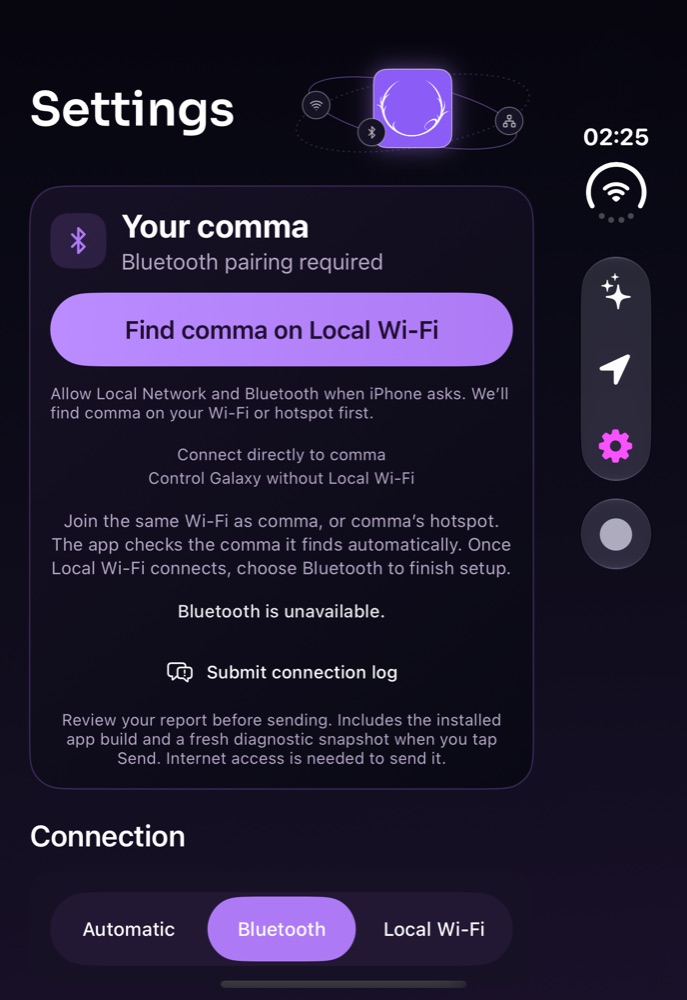 Settings
02:25
Your comma
Bluetooth pairing required
Find comma on Local Wi-Fi
Allow Local Network and Bluetooth when iPhone asks. We’ll
find comma on your Wi-Fi or hotspot first.
Connect directly to comma
Control Galaxy without Local Wi-Fi
Join the same Wi-Fi as comma, or comma’s hotspot.
The app checks the comma it finds automatically. Once
Local Wi-Fi connects, choose Bluetooth to finish setup.
Bluetooth is unavailable.
Submit connection log
Review your report before sending. Includes the installed
app build and a fresh diagnostic snapshot when you tap
Send. Internet access is needed to send it.
Connection
Automatic
Bluetooth
Local Wi-Fi